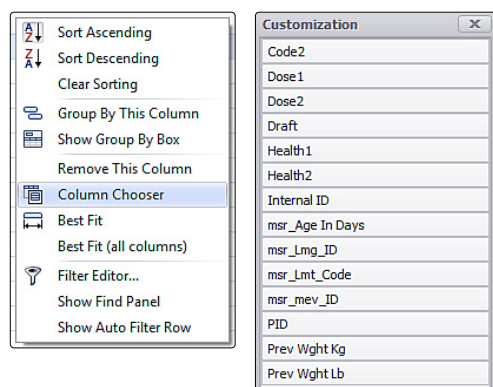 Sort Ascending
Sort Descending
Clear Sorting
Group By This Column
Show Group By Box
Remove This Column
Column Chooser
Best Fit
Best Fit (all columns)
Filter Editor...
Show Find Panel
Show Auto Filter Row
Customization
Code2
Dose1
Dose2
Draft
Health1
Health2
Internal ID
msr_Age In Days
msr_Lmg_ID
msr_Lmt_Code
msr_mev_ID
PID
Prev Wght Kg
Prev Wght Lb